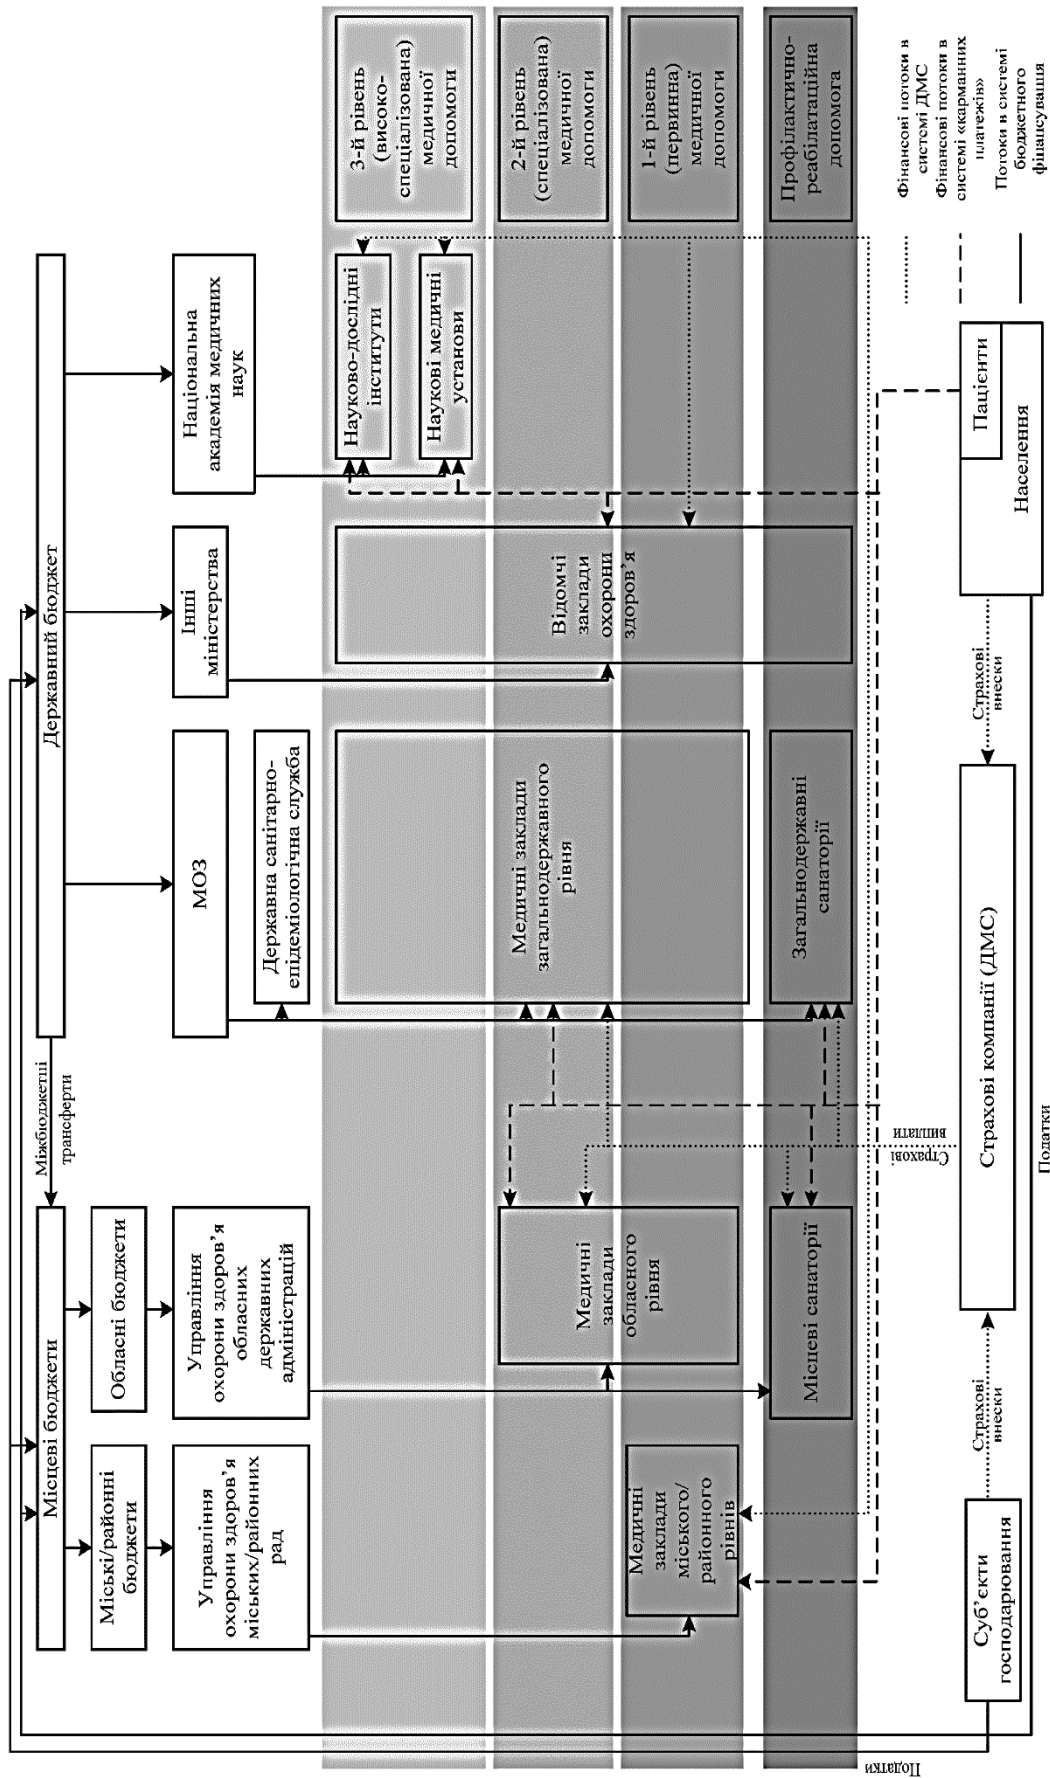 Державний бюджет
Міжбюджетні
трансферти
Місцеві бюджети
Національна
академія медичних
наук
Інші
міністерства
МОЗ
Державна санітарно-
епідеміологічна служба
Обласні бюджети
Управління
охорони здоров’я
обласних
державних
адміністрацій
Міські/районні
бюджети
Управління
охорони здоров’я
міських/районних
рад
3-й рівень
(високо-
спеціалізована)
медичної
допомоги
Науково-дослідні
інститути
Наукові медичні
установи
2-й рівень
(спеціалізована)
медичної
допомоги
1-й рівень
(первинна)
медичної
допомоги
Профілактично-
реабілатаційна
допомога
Відомчі
заклади
охорони
здоров’я
Медичні заклади
загальнодержавного
рівня
Загальнодержавні
санаторії
Медичні
заклади
обласного
рівня
Місцеві санаторії
Медичні
заклади
міського/
районного
рівнів
Страхові
виплати
Пацієнти
Населення
Страхові
внески
Страхові компанії (ДМС)
Страхові
внески
Суб’єкти
господарювання
Податки
Податки
Фінансові потоки в
системі ДМС
Фінансові потоки в
системі «карманних
платежів»
Потоки в системі
бюджетного
фінансування